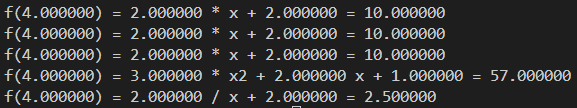 f(4.000000) = 2.000000 * x + 2.000000 = 10.000000
f(4.000000) = 2.000000 * x + 2.000000 = 10.000000
f(4.000000) = 2.000000 * x + 2.000000 = 10.000000
f(4.000000) = 3.000000 * x2 + 2.000000 x + 1.000000 = 57.000000
f(4.000000) = 2.000000 / x + 2.000000 = 2.500000